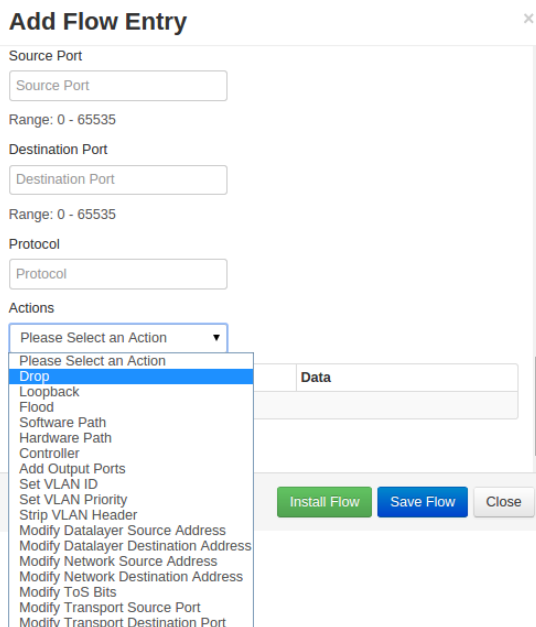 Add Flow Entry ×
Source Port
Source Port
Range: 0 - 65535
Destination Port
Destination Port
Range: 0 - 65535
Protocol
Protocol
Actions
Please Select an Action
Please Select an Action
Drop
Data
Loopback
Flood
Software Path
Hardware Path
Controller
Add Output Ports
Set VLAN ID
Set VLAN Priority
Strip VLAN Header
Modify Datalayer Source Address
Modify Datalayer Destination Address
Modify Network Source Address
Modify Network Destination Address
Modify ToS Bits
Modify Transport Source Port
Modify Transport Destination Port
Install Flow Save Flow Close